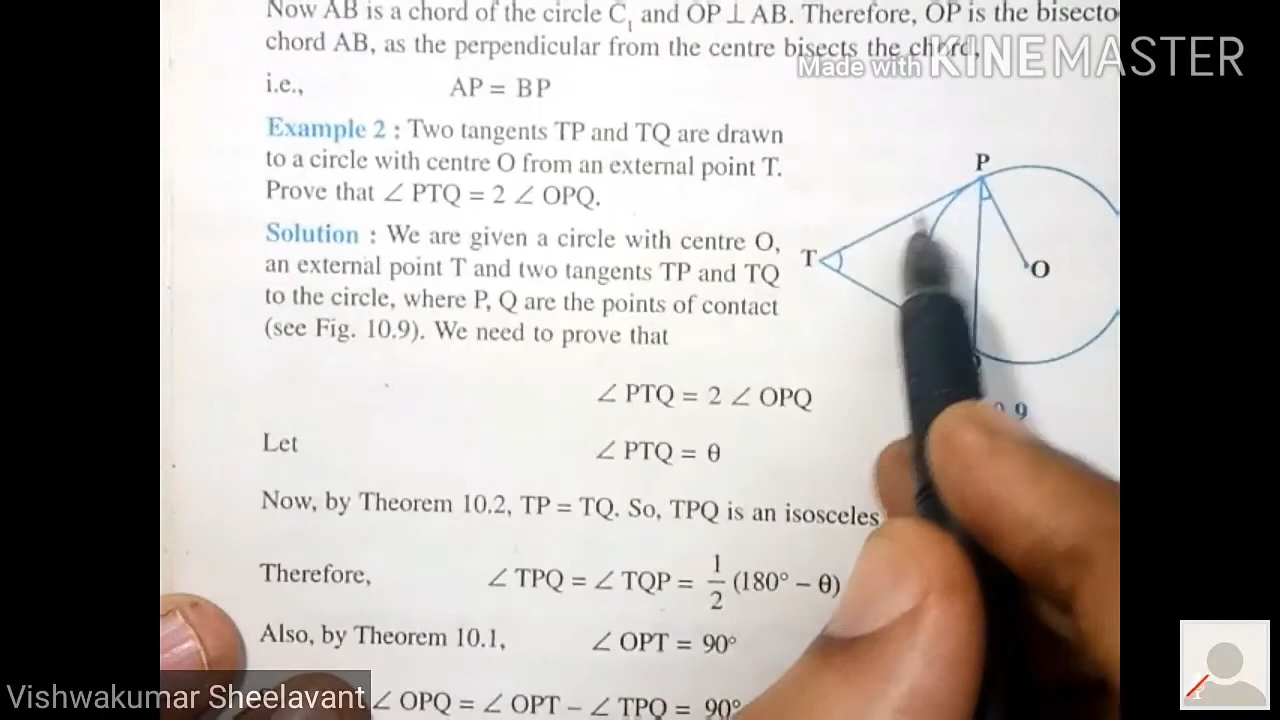 Now AB is a chord of the circle C₁ and OP ⊥ AB. Therefore, OP is the
chord AB, as the perpendicular from the centre bisects the chord,
Made with KINEMASTER
i.e., AP = BP
Example 2 : Two tangents TP and TQ are drawn
to a circle with centre O from an external point T.
Prove that ∠ PTQ = 2 ∠ OPQ.
Solution : We are given a circle with centre O,
an external point T and two tangents TP and TQ
to the circle, where P, Q are the points of contact
(see Fig. 10.9). We need to prove that
P
T
O
∠ PTQ = 2 ∠ OPQ
Let ∠ PTQ = θ
Now, by Theorem 10.2, TP = TQ. So, TPQ is an isosceles
Therefore, ∠ TPQ = ∠ TQP = 1/2 (180° – θ)
Also, by Theorem 10.1, ∠ OPT = 90°
∠ OPQ = ∠ OPT – ∠ TPQ = 90°
Vishwakumar Sheelavant